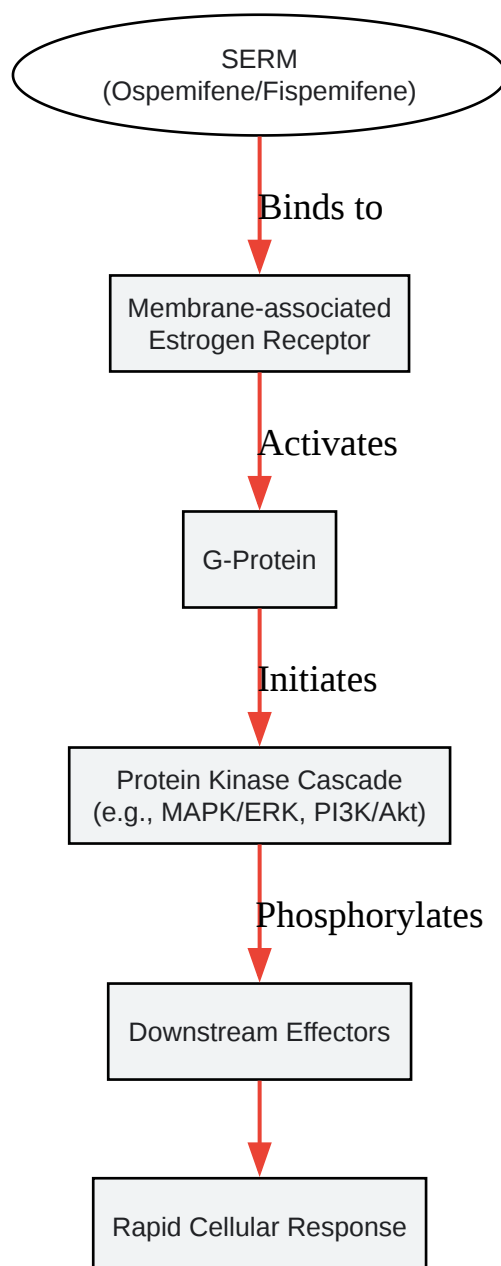 SERM
(Ospemifene/Fispemifene)
Binds to
Membrane-associated
Estrogen Receptor
Activates
G-Protein
Initiates
Protein Kinase Cascade
(e.g., MAPK/ERK, PI3K/Akt)
Phosphorylates
Downstream Effectors
Rapid Cellular Response